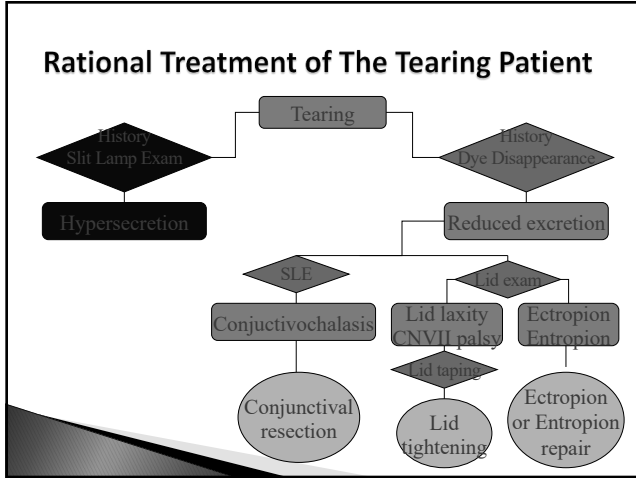 Rational Treatment of The Tearing Patient
Tearing
History
Slit Lamp Exam
History
Dye Disappearance
Hypersecretion
Reduced excretion
SLE
Lid exam
Conjuctivochalasis
Lid laxity
CNVII palsy
Ectropion
Entropion
Lid taping
Conjunctival
resection
Lid
tightening
Ectropion
or Entropion
repair